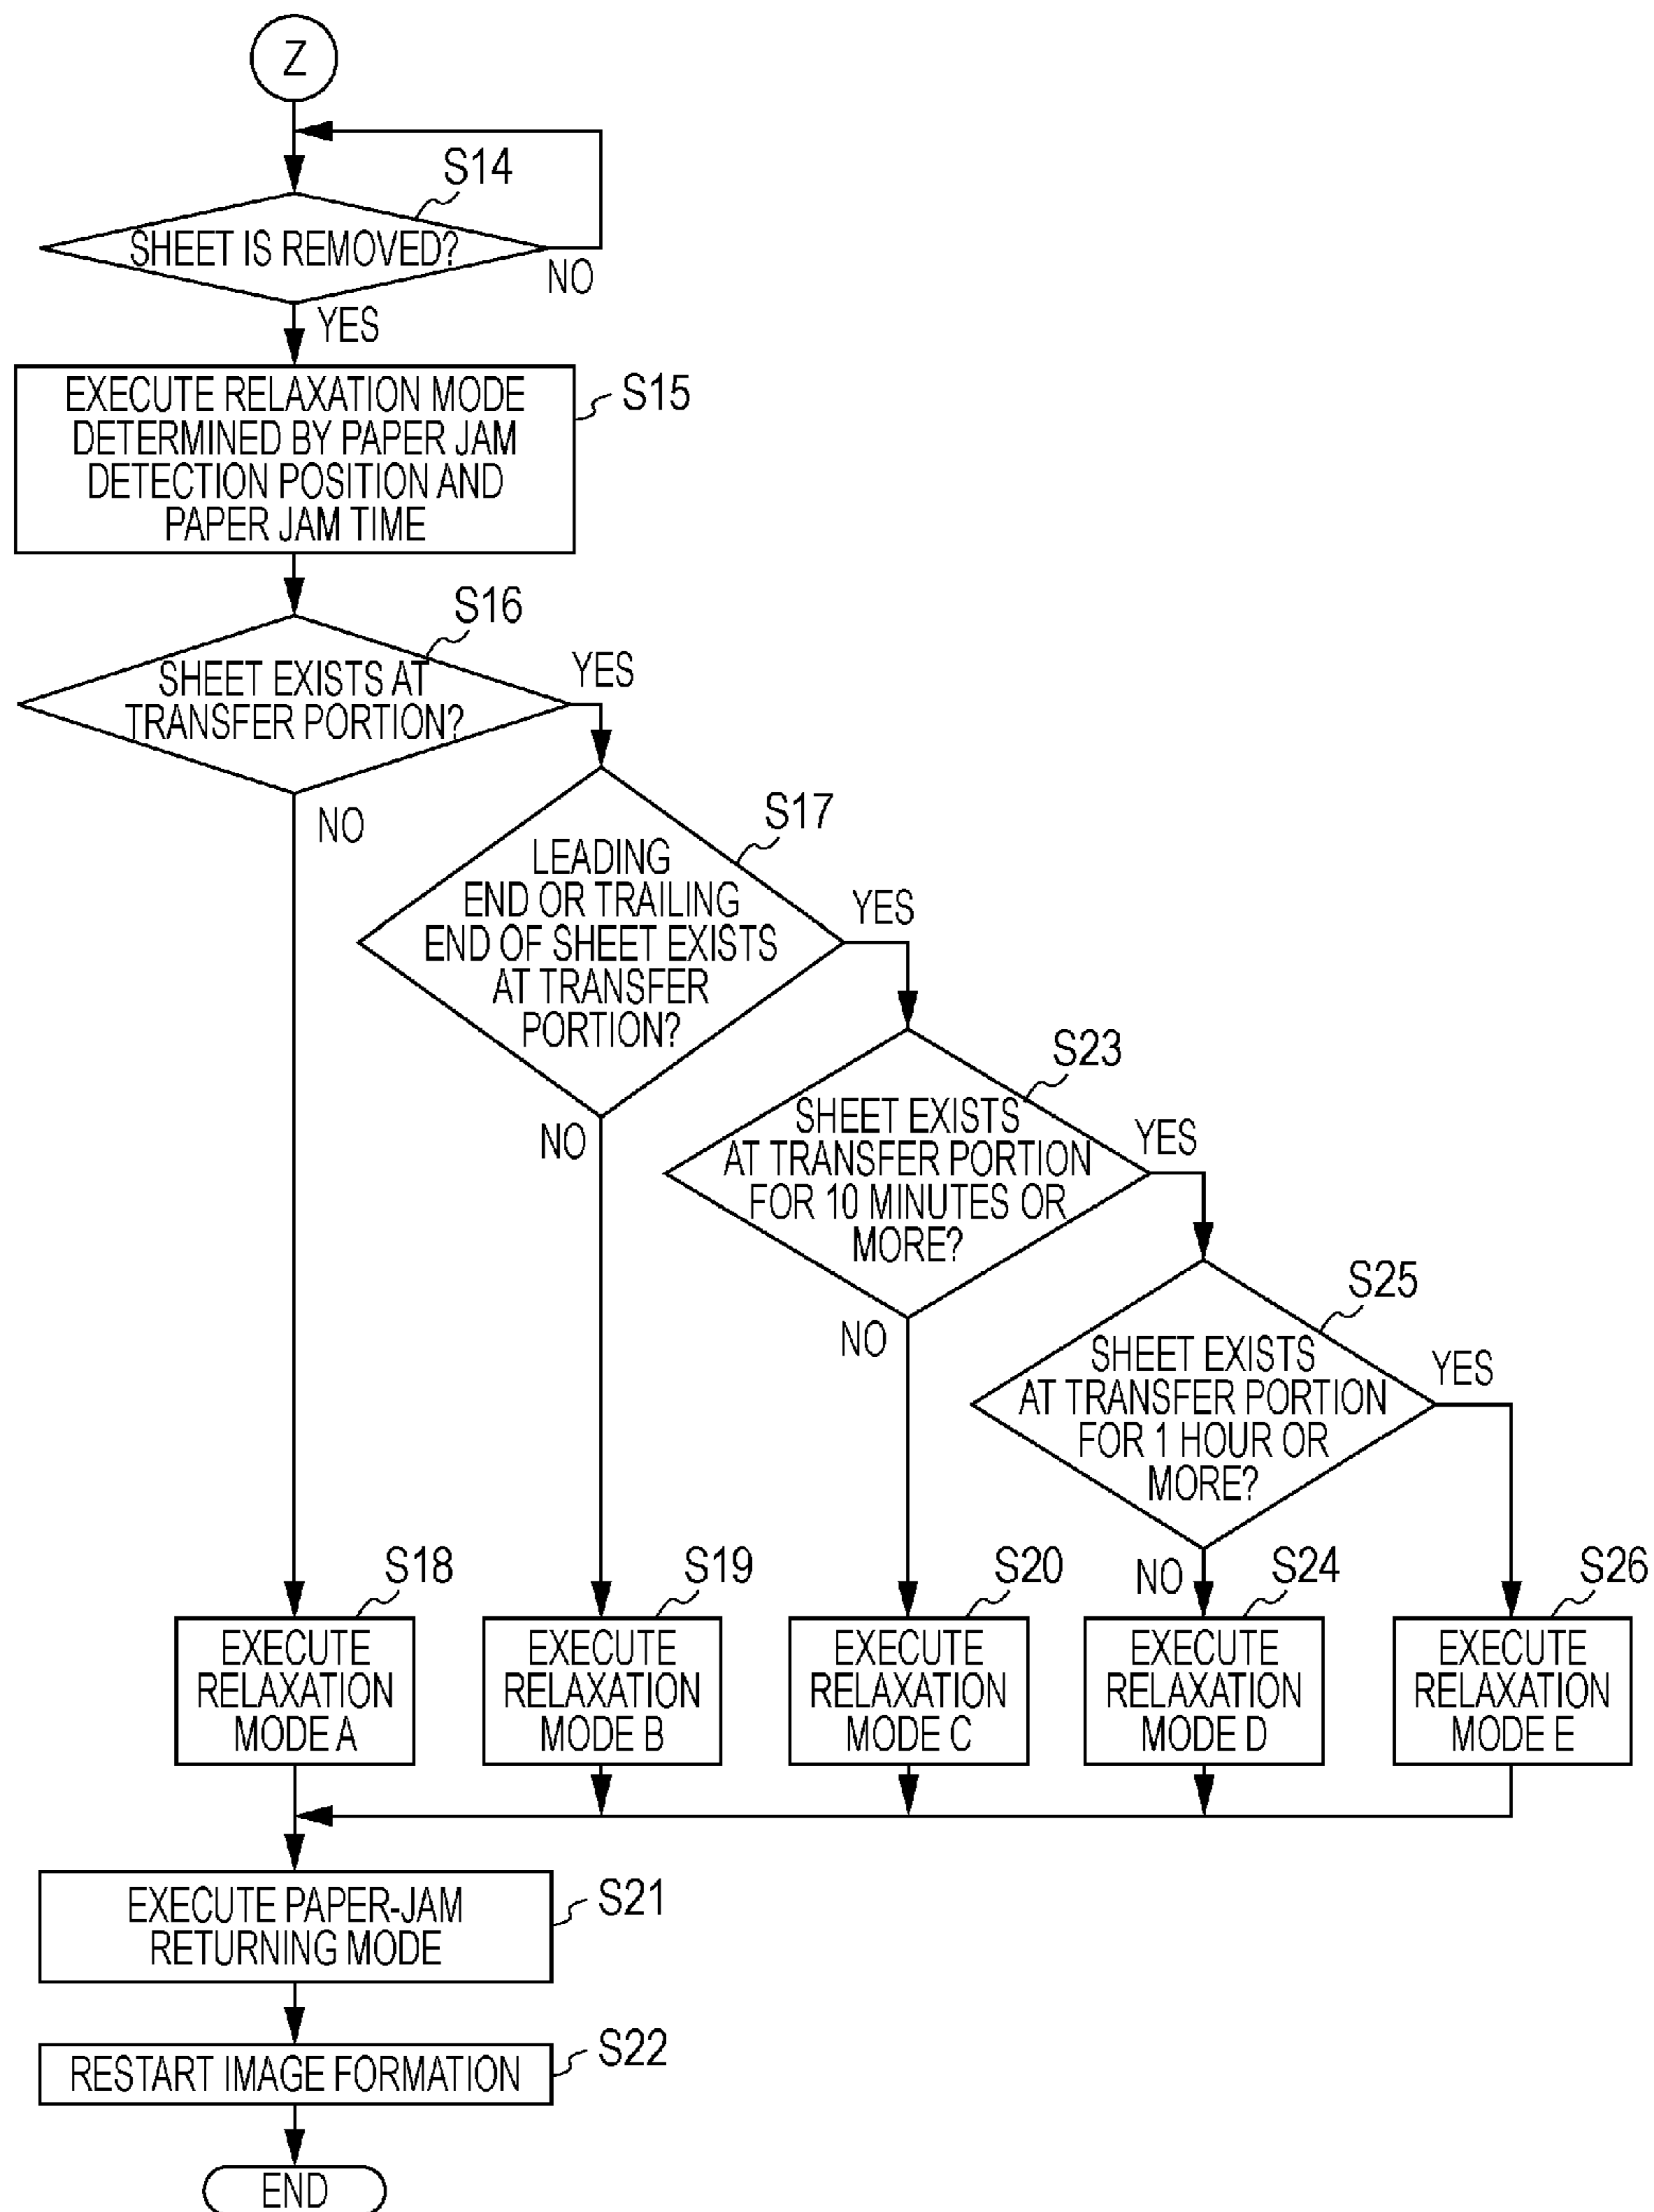 Z
S14
SHEET IS REMOVED?
NO
YES
EXECUTE RELAXATION MODE
DETERMINED BY PAPER JAM
DETECTION POSITION AND
PAPER JAM TIME
S15
S16
SHEET EXISTS AT
TRANSFER PORTION?
YES
NO
S17
LEADING
END OR TRAILING
END OF SHEET EXISTS
AT TRANSFER
PORTION?
YES
NO
S23
SHEET EXISTS
AT TRANSFER PORTION
FOR 10 MINUTES OR
MORE?
YES
NO
S25
SHEET EXISTS
AT TRANSFER PORTION
FOR 1 HOUR OR
MORE?
YES
NO
S18
EXECUTE
RELAXATION
MODE A
S19
EXECUTE
RELAXATION
MODE B
S20
EXECUTE
RELAXATION
MODE C
S24
EXECUTE
RELAXATION
MODE D
S26
EXECUTE
RELAXATION
MODE E
EXECUTE PAPER-JAM
RETURNING MODE
S21
RESTART IMAGE FORMATION
S22
END